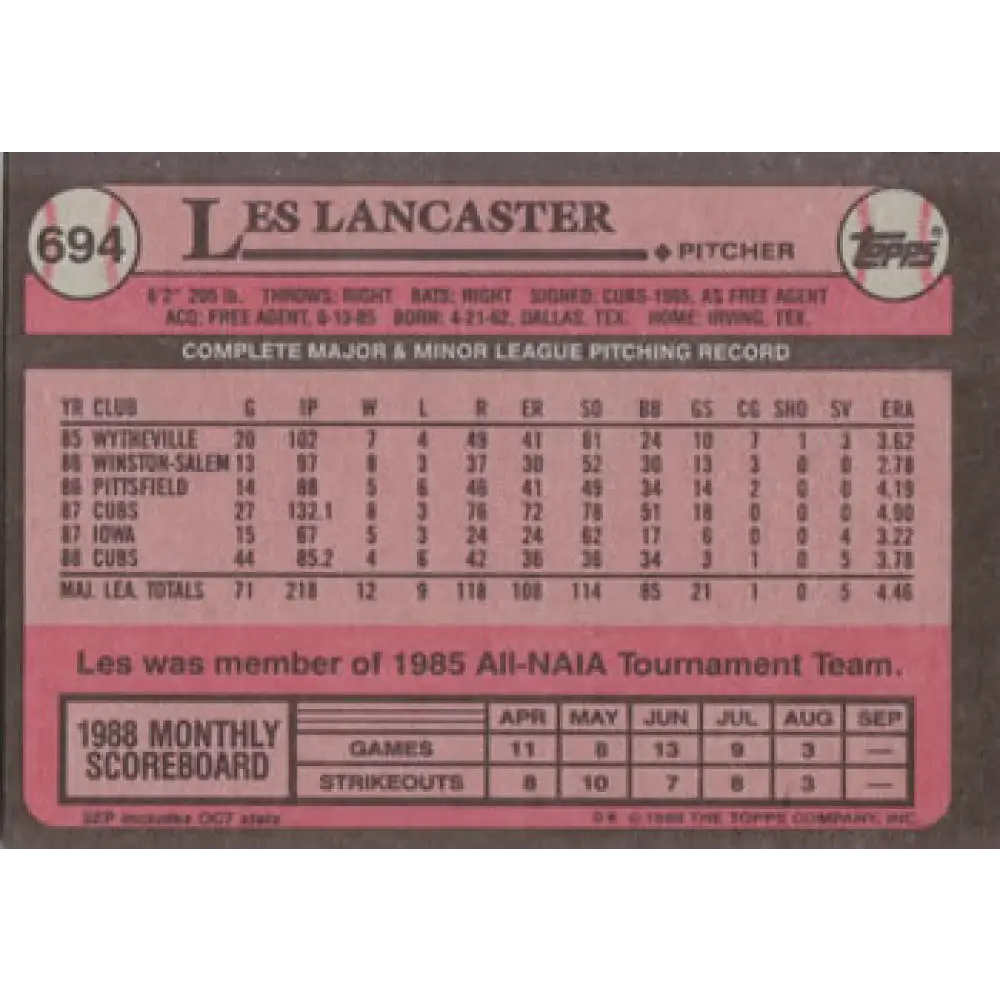 694
LES LANCASTER
PITCHER
Topps®
6'2" 205 lb. THROWS: RIGHT BATS: RIGHT SIGNED: CUBS-1985, AS FREE AGENT
ACQ: FREE AGENT, 6-13-85 BORN: 4-21-62, DALLAS, TEX. HOME: IRVING, TEX.
COMPLETE MAJOR & MINOR LEAGUE PITCHING RECORD
YR CLUB G IP W L R ER SO BB GS CG SHO SV ERA
85 WYTHEVILLE 20 102 7 4 49 41 81 24 10 7 1 3 3.62
86 WINSTON-SALEM 13 97 8 3 37 30 52 30 13 3 0 0 2.78
86 PITTSFIELD 14 88 5 6 46 41 49 34 14 2 0 0 4.19
87 CUBS 27 132.1 8 3 76 72 78 51 18 0 0 0 4.90
87 IOWA 15 67 5 3 24 24 62 17 6 0 0 4 3.22
88 CUBS 44 85.2 4 6 42 36 36 34 3 1 0 5 3.78
MAJ. LEA. TOTALS 71 218 12 9 118 108 114 85 21 1 0 5 4.46
Les was member of 1985 All-NAIA Tournament Team.
1988 MONTHLY
SCOREBOARD
APR MAY JUN JUL AUG SEP
GAMES 11 8 13 9 3 —
STRIKEOUTS 8 10 7 8 3 —
SEP includes OCT stats
© 1988 THE TOPPS COMPANY, INC.